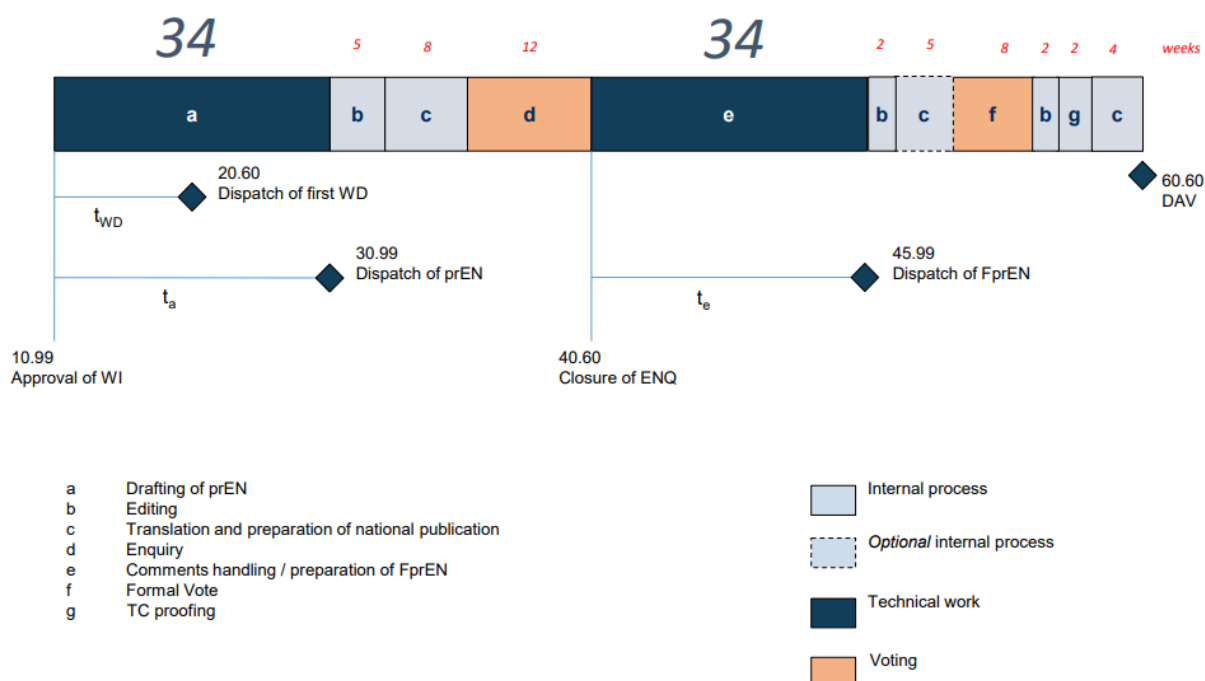 34 5 8 12 34 2 5 8 2 2 4 weeks
a b c d e b c f b g c
20.60
Dispatch of first WD
60.60
DAV
tWD
30.99
Dispatch of prEN
45.99
Dispatch of FprEN
ta
te
10.99
Approval of WI
40.60
Closure of ENQ
a Drafting of prEN
b Editing
c Translation and preparation of national publication
d Enquiry
e Comments handling / preparation of FprEN
f Formal Vote
g TC proofing
Internal process
Optional internal process
Technical work
Voting